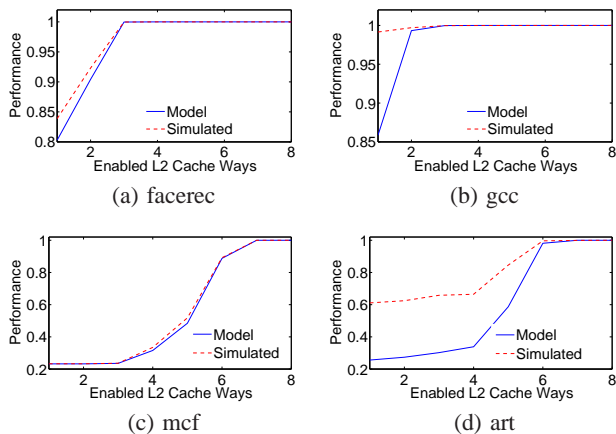 1
0.95
0.9
0.85
0.8
Performance
Model
Simulated
2 4 6 8
Enabled L2 Cache Ways
(a) facerec
1
0.95
0.9
0.85
Performance
Model
Simulated
2 4 6 8
Enabled L2 Cache Ways
(b) gcc
1
0.8
0.6
0.4
0.2
Performance
Model
Simulated
2 4 6 8
Enabled L2 Cache Ways
(c) mcf
1
0.8
0.6
0.4
0.2
Performance
Model
Simulated
2 4 6 8
Enabled L2 Cache Ways
(d) art